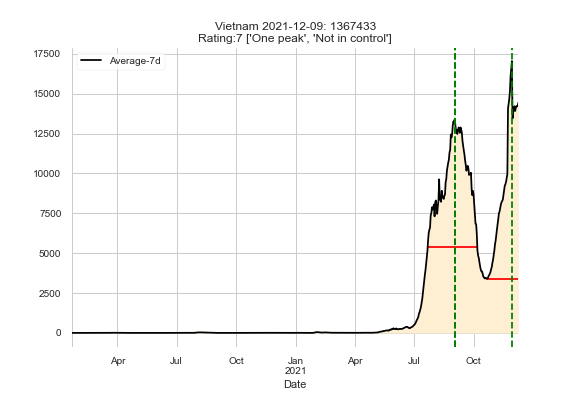 Vietnam 2021-12-09: 1367433
Rating:7 ['One peak', 'Not in control']
Average-7d
17500
15000
12500
10000
7500
5000
2500
0
Apr
Jul
Oct
Jan
2021
Apr
Jul
Oct
Date